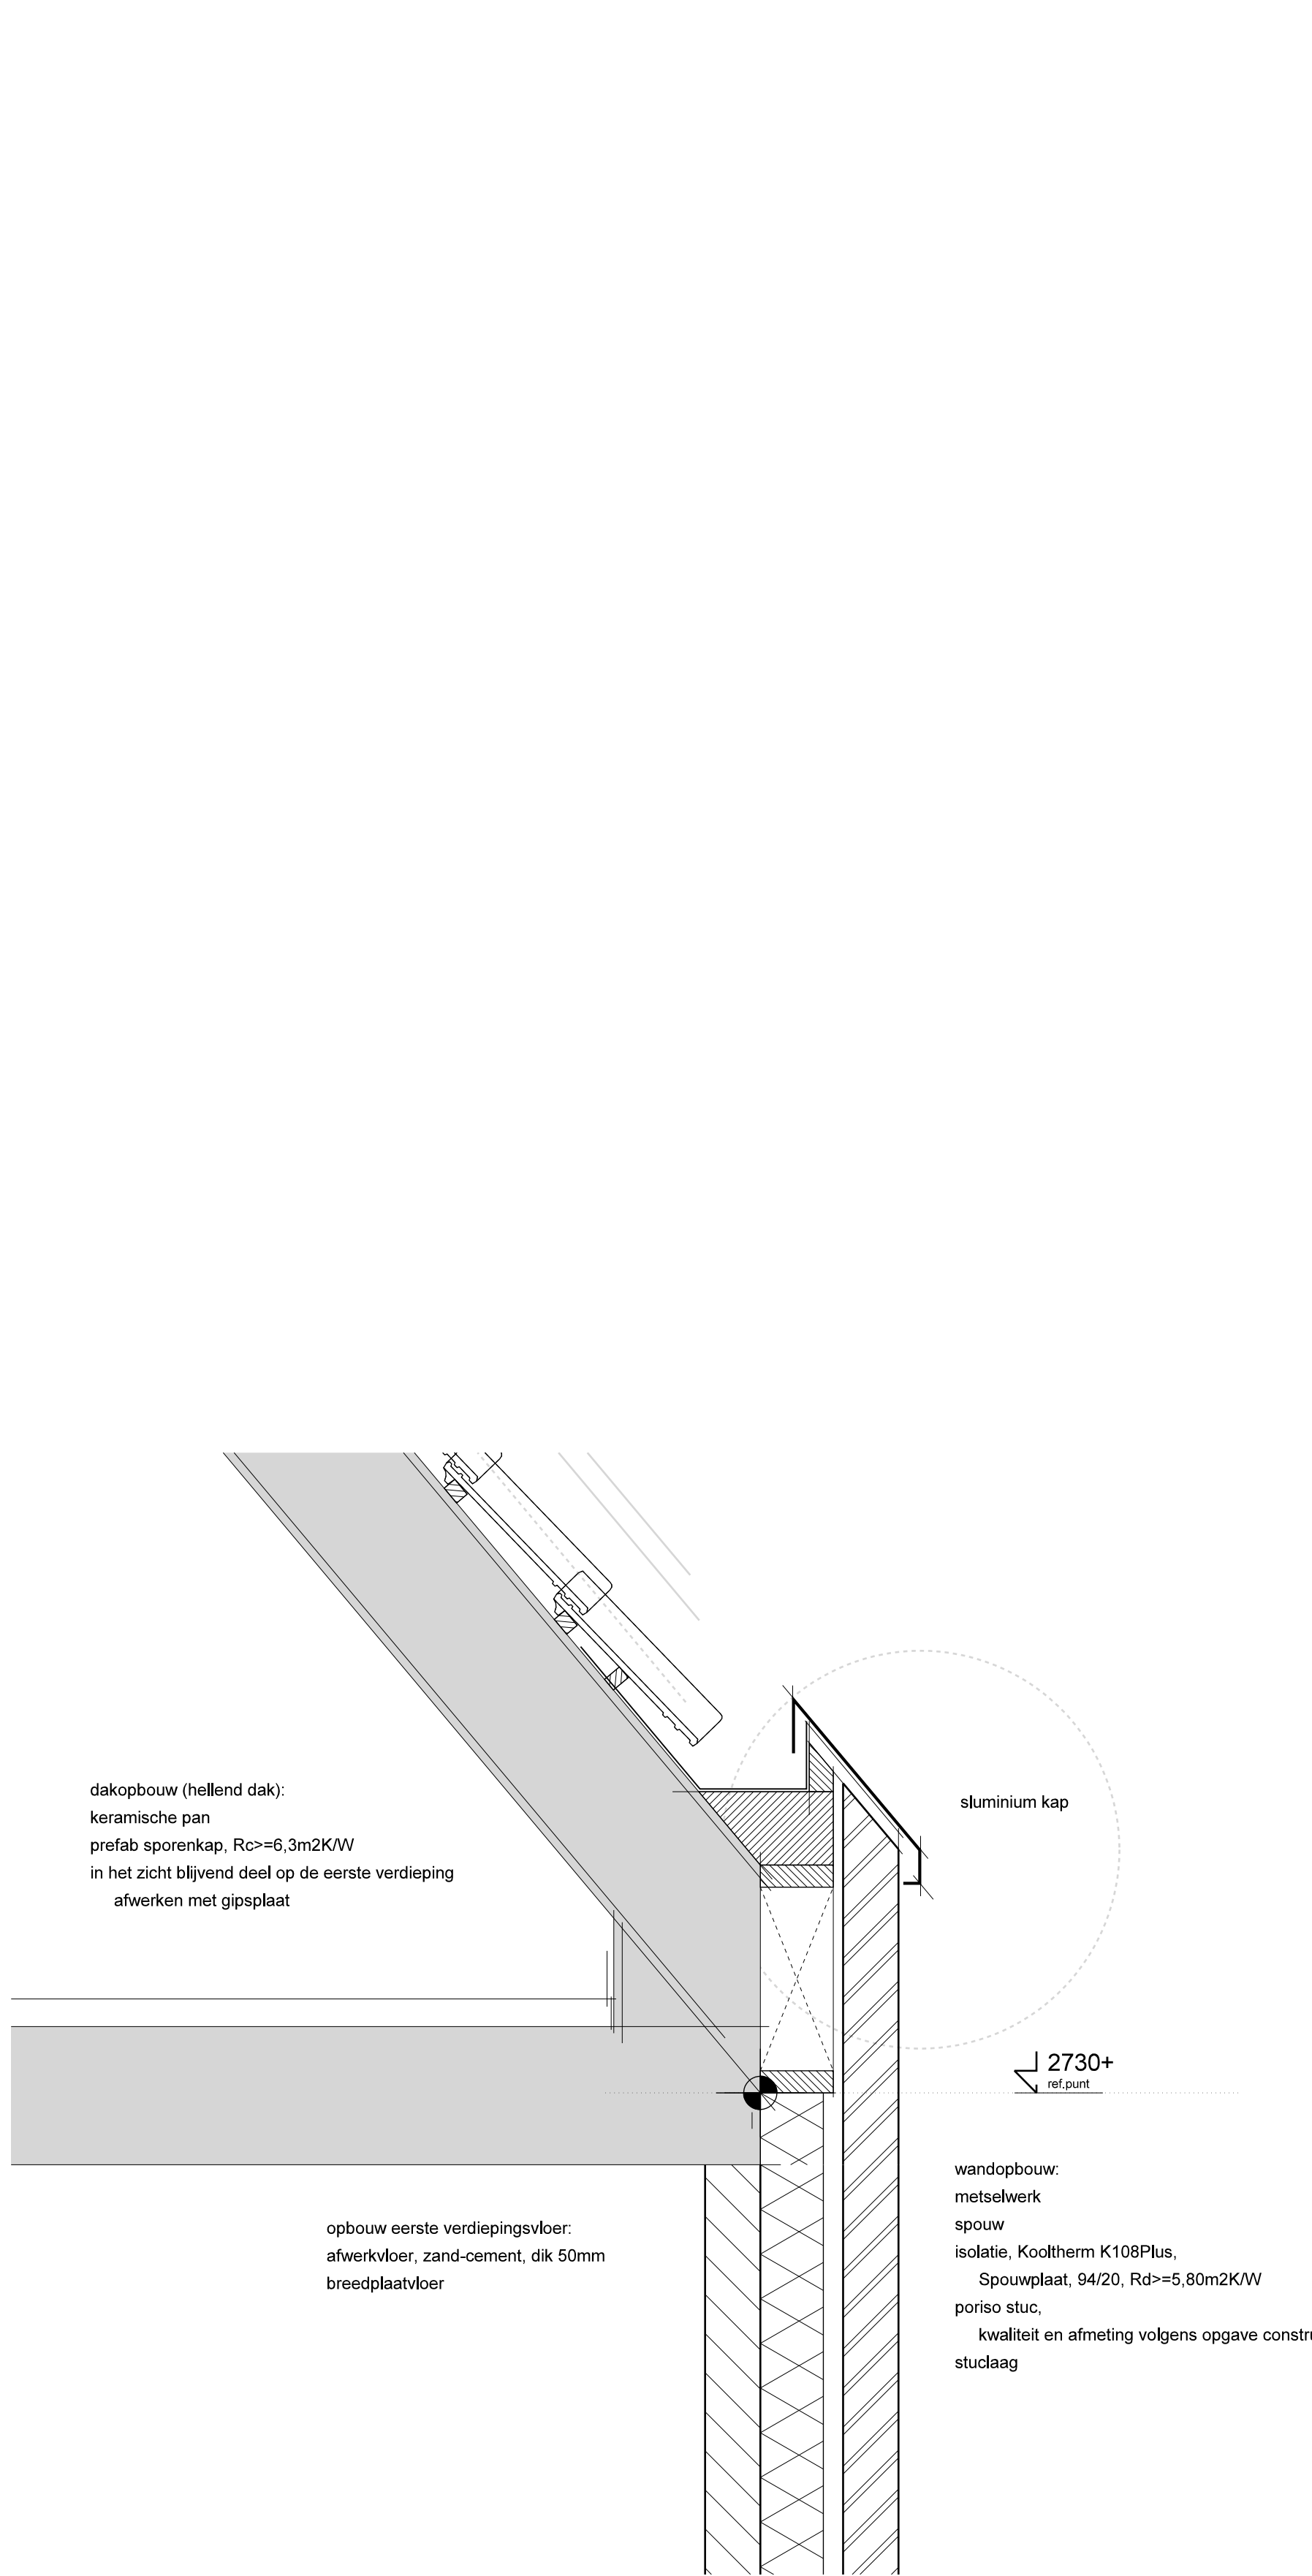 dakopbouw (hellend dak):
keramische pan
prefab sporenkap, Rc>=6,3m2K/W
in het zicht blijvend deel op de eerste verdieping
afwerken met gipsplaat
sluminium kap
2730+
ref.punt
opbouw eerste verdiepingsvloer:
afwerkvloer, zand-cement, dik 50mm
breedplaatvloer
wandopbouw:
metselwerk
spouw
isolatie, Kooltherm K108Plus,
Spouwplaat, 94/20, Rd>=5,80m2K/W
poriso stuc,
kwaliteit en afmeting volgens opgave constr
stuclaag